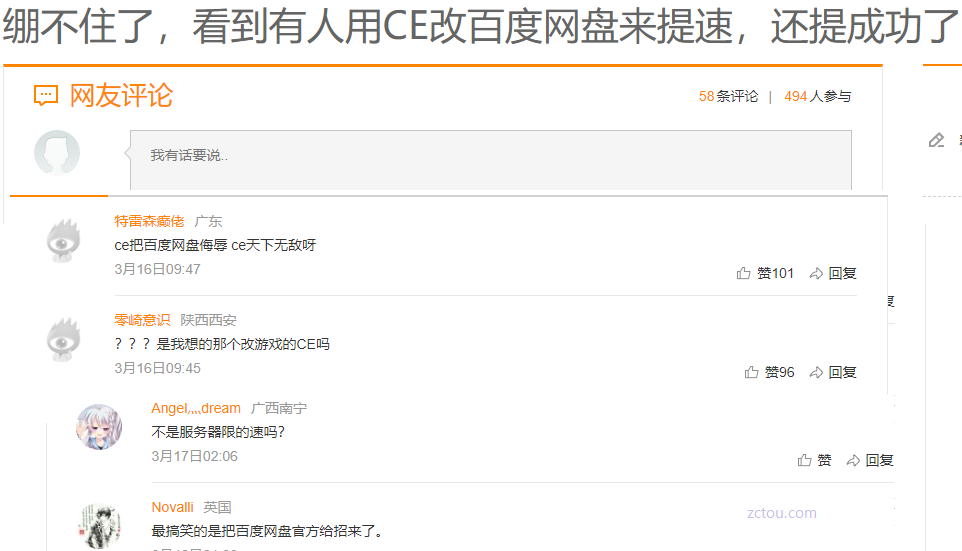 绷不住了，看到有人用CE改百度网盘来提速，还提成功了
网友评论
58条评论 | 494人参与
我有话要说..
特雷森癫佬 广东
ce把百度网盘侮辱 ce天下无敌呀
3月16日09:47
赞101 回复
零崎意识 陕西西安
？？？是我想的那个改游戏的CE吗
3月16日09:45
赞96 回复
Angel,,,,dream 广西南宁
不是服务器限的速吗?
3月17日02:06
赞 回复
Novalli 英国
最搞笑的是把百度网盘官方给招来了。
zctou.com